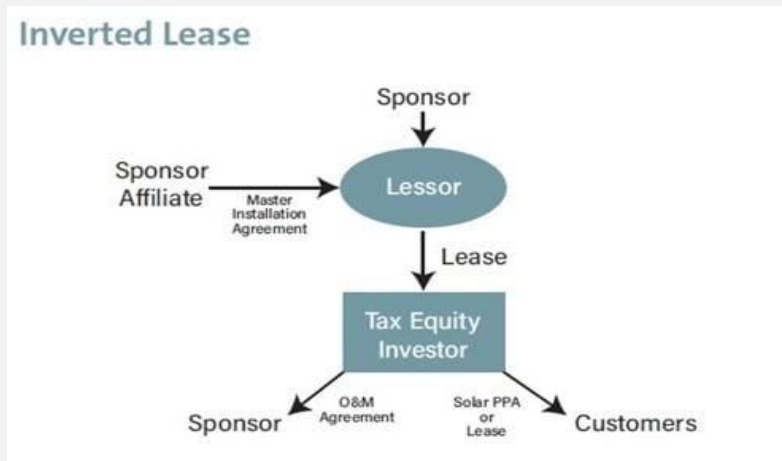 Inverted Lease
Sponsor
Sponsor
Affiliate
Master
Installation
Agreement
Lessor
Lease
Tax Equity
Investor
Sponsor
O&M
Agreement
Solar PPA
or
Lease
Customers